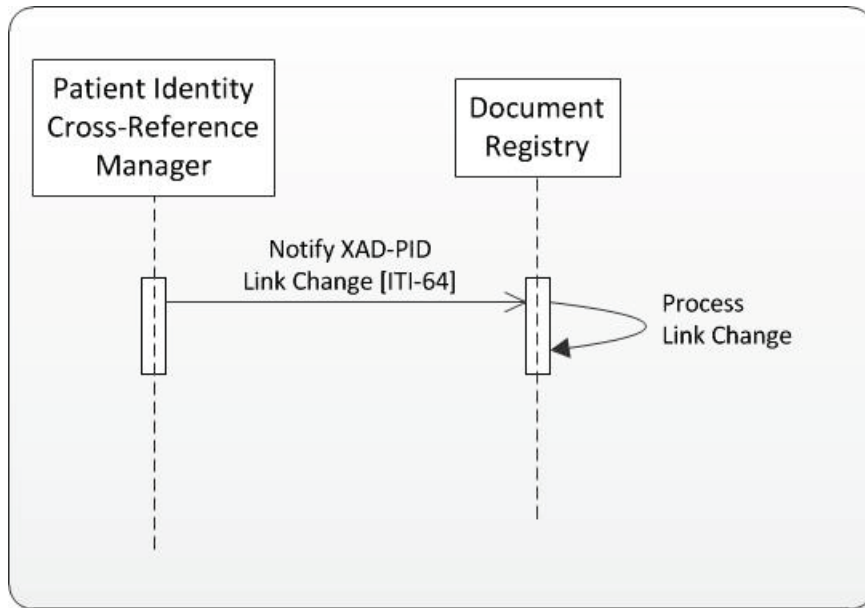 Patient Identity
Cross-Reference
Manager
Document
Registry
Notify XAD-PID
Link Change [ITI-64]
Process
Link Change